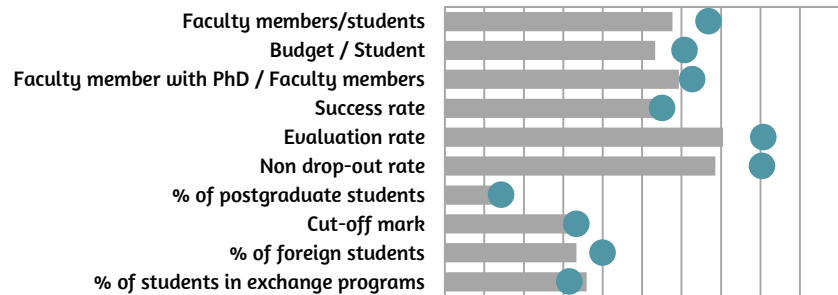 Faculty members/students
Budget / Student
Faculty member with PhD / Faculty members
Success rate
Evaluation rate
Non drop-out rate
% of postgraduate students
Cut-off mark
% of foreign students
% of students in exchange programs